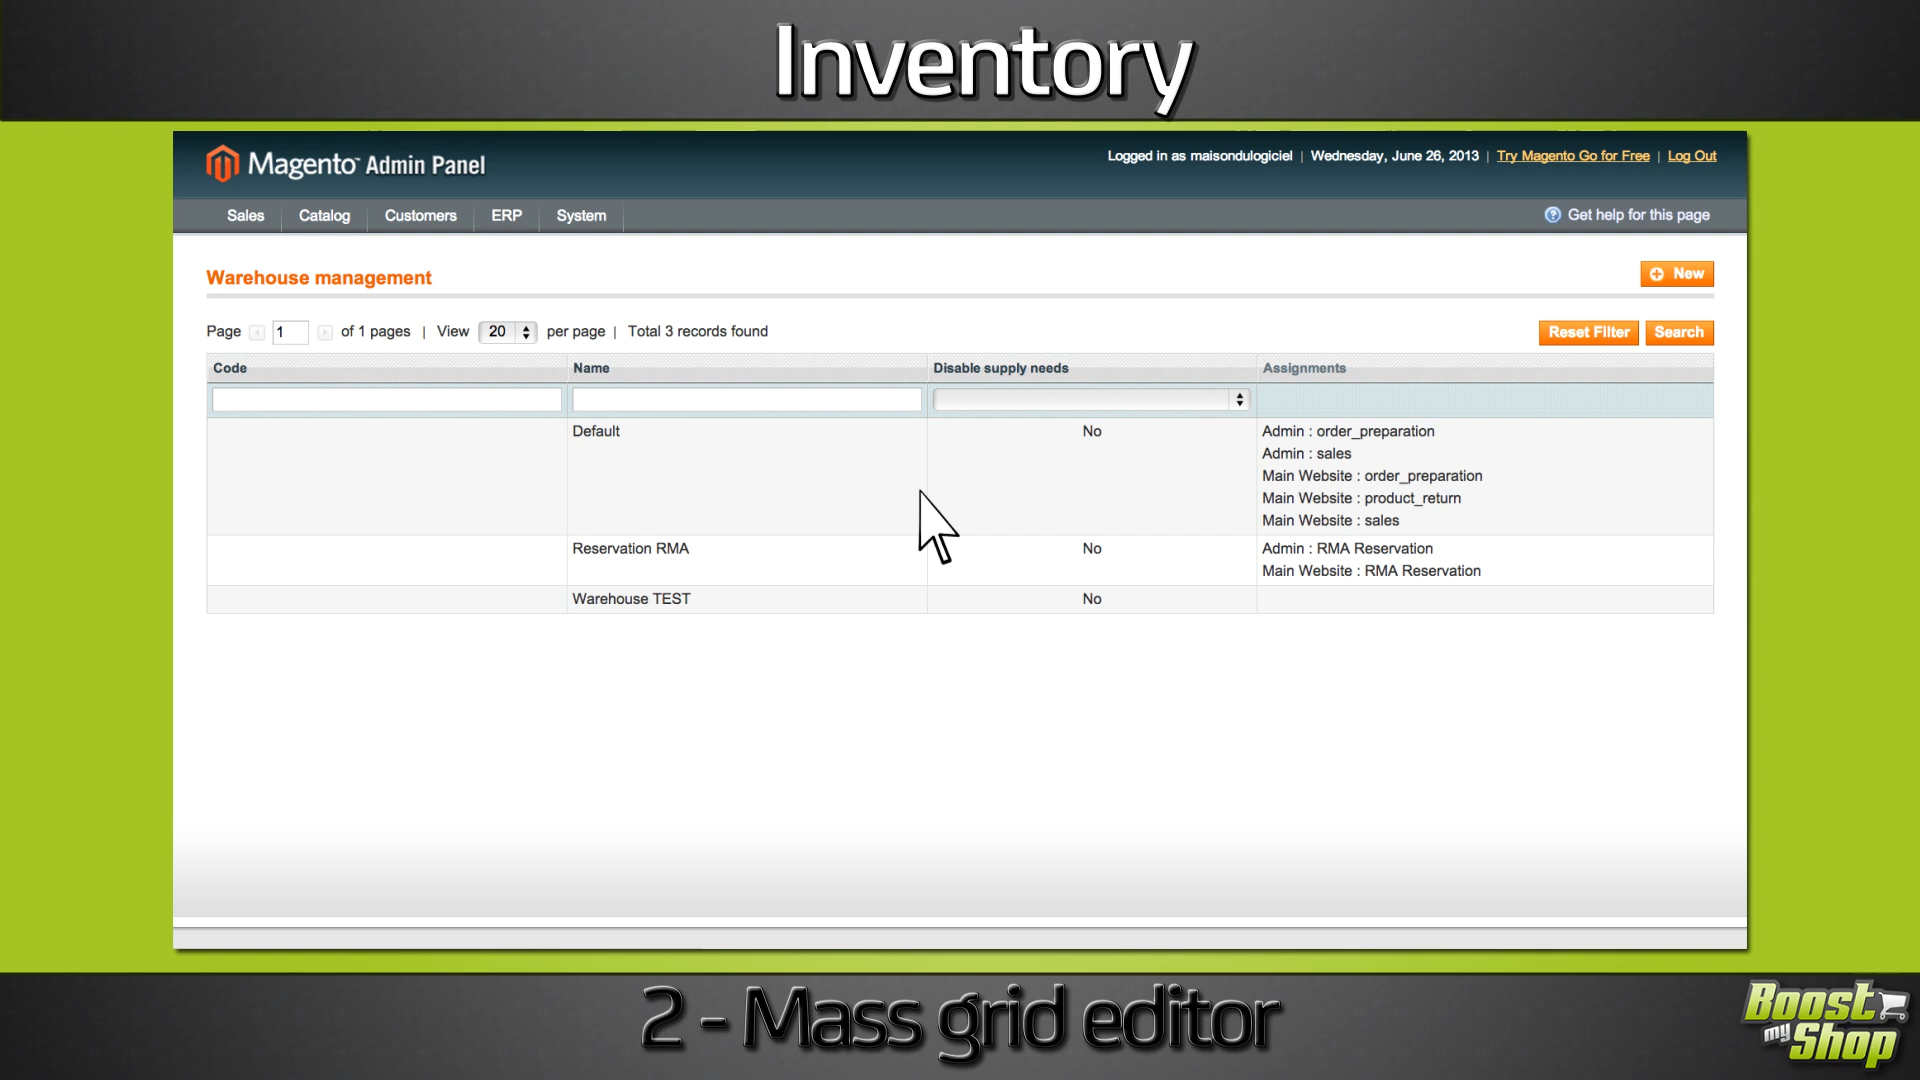 Inventory
Magento Admin Panel
Logged in as maisondulogiciel | Wednesday, June 26, 2013 | Try Magento Go for Free | Log Out
Sales Catalog Customers ERP System Get help for this page
Warehouse management New
Page 1 of 1 pages | View 20 per page | Total 3 records found Reset Filter Search
Code Name Disable supply needs Assignments
Default No Admin : order_preparation
Admin : sales
Main Website : order_preparation
Main Website : product_return
Main Website : sales
Reservation RMA No Admin : RMA Reservation
Main Website : RMA Reservation
Warehouse TEST No
2 - Mass grid editor
Boost
my Shop